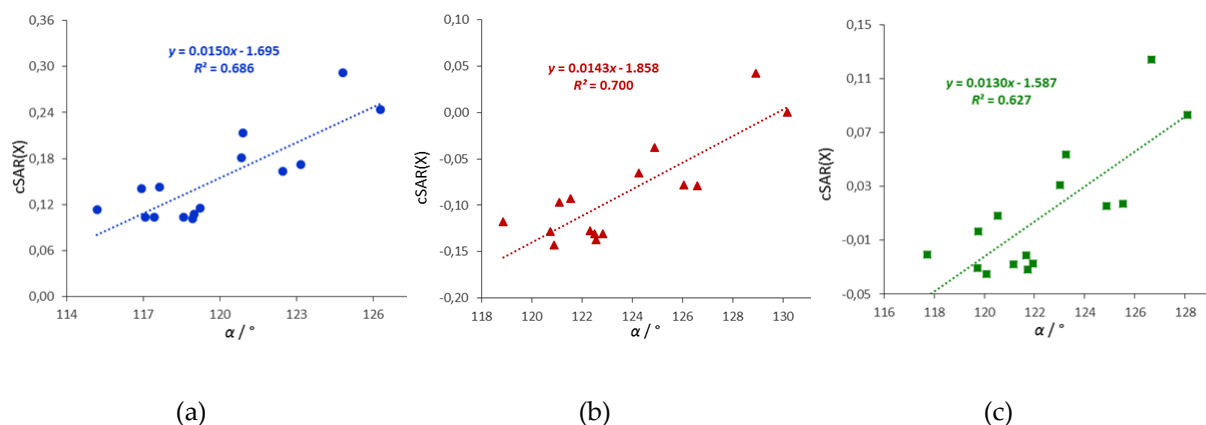 0,36
0,30
0,24
0,18
0,12
0,06
0,00
cSAR(X)
y = 0.0150x - 1.695
R² = 0.686
114 117 120 123 126
α / °
(a)
0,10
0,05
0,00
-0,05
-0,10
-0,15
-0,20
cSAR(X)
y = 0.0143x - 1.858
R² = 0.700
118 120 122 124 126 128 130
α / °
(b)
0,15
0,11
0,07
0,03
-0,01
-0,05
cSAR(X)
y = 0.0130x - 1.587
R² = 0.627
116 118 120 122 124 126 128
α / °
(c)